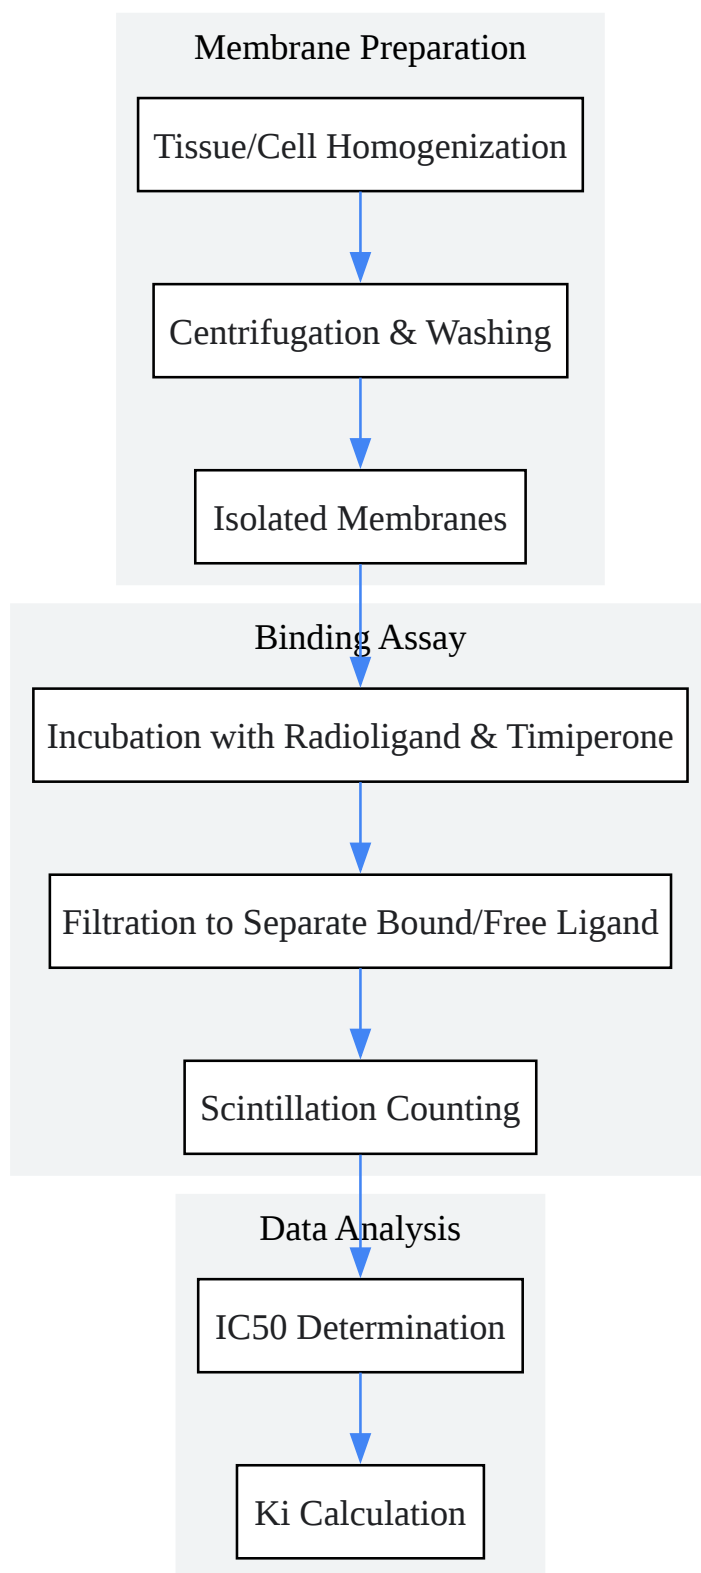 Membrane Preparation
Tissue/Cell Homogenization
Centrifugation & Washing
Isolated Membranes
Binding Assay
Incubation with Radioligand & Timiperone
Filtration to Separate Bound/Free Ligand
Scintillation Counting
Data Analysis
IC50 Determination
Ki Calculation